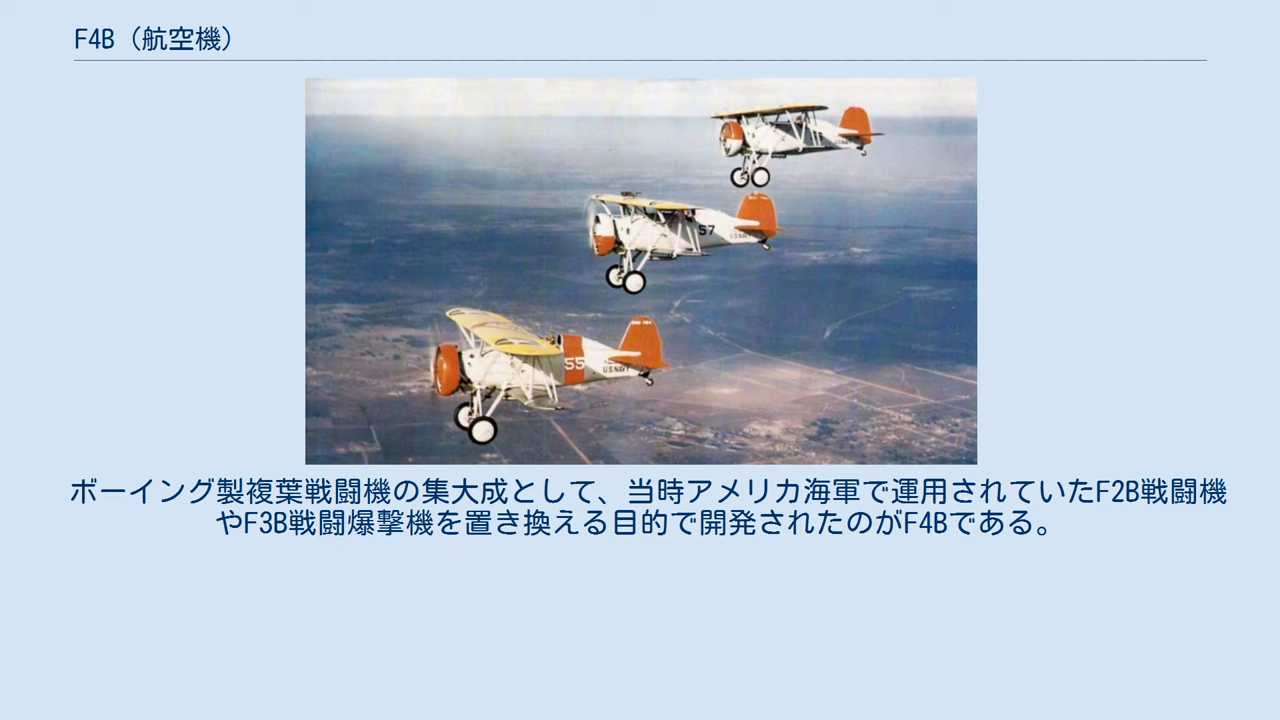 F4B（航空機）
57
55
U.S.NAVY
ボーイング製複葉戦闘機の集大成として、当時アメリカ海軍で運用されていたF2B戦闘機
やF3B戦闘爆撃機を置き換える目的で開発されたのがF4Bである。